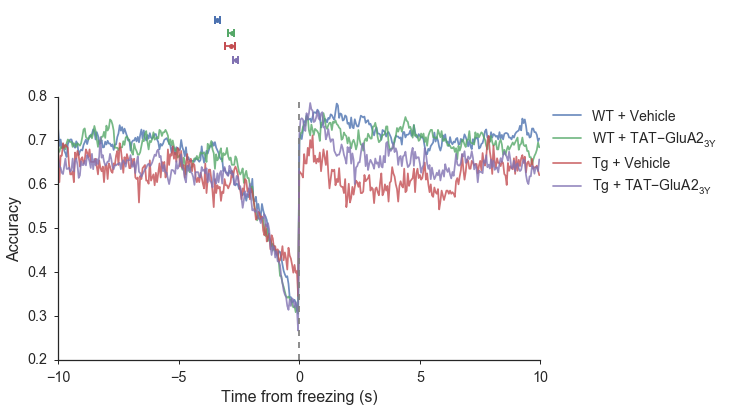 0.8
0.7
0.6
0.5
0.4
0.3
0.2
Accuracy
−10
−5
0
5
10
Time from freezing (s)
WT + Vehicle
WT + TAT−GluA2₃Y
Tg + Vehicle
Tg + TAT−GluA2₃Y